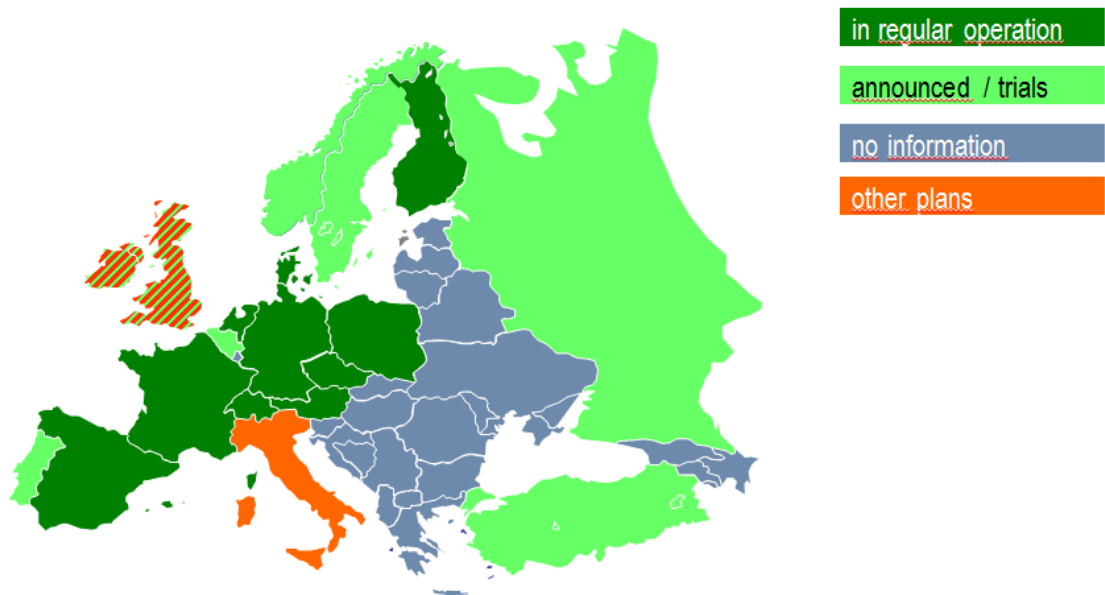 in regular operation
announced / trials
no information
other plans